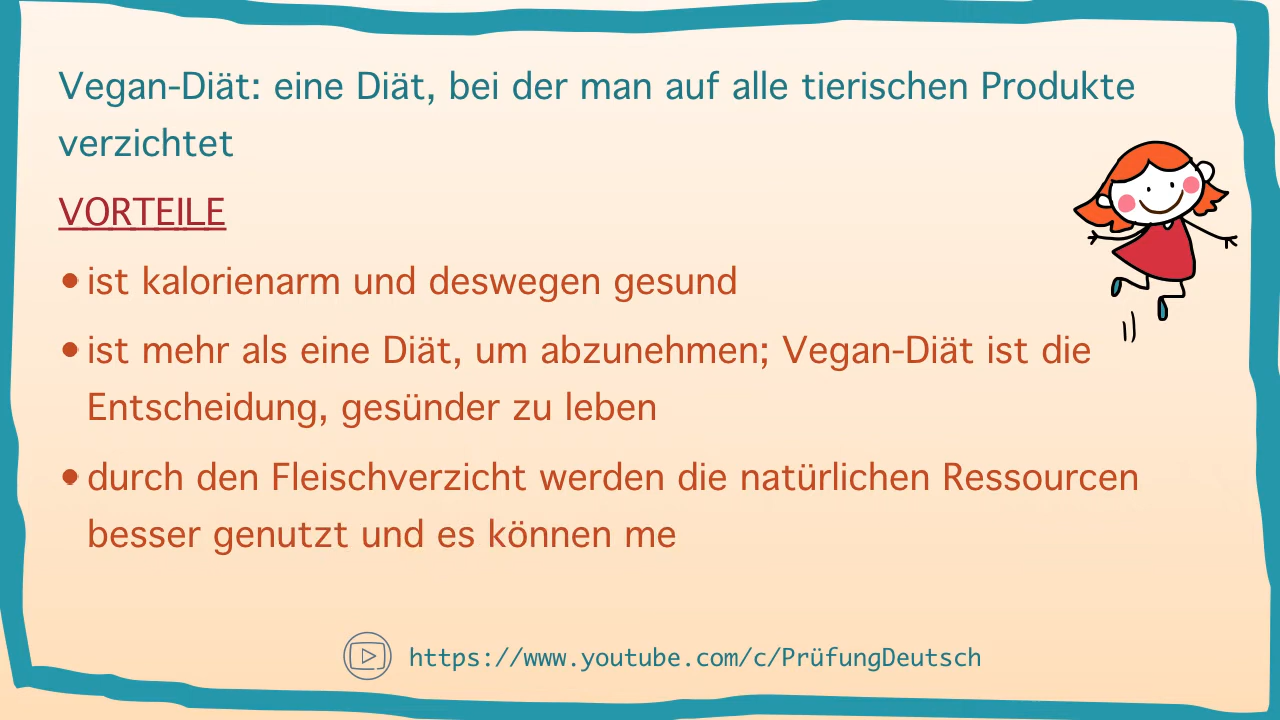 Vegan-Diät: eine Diät, bei der man auf alle tierischen Produkte
verzichtet
VORTEILE
• ist kalorienarm und deswegen gesund
• ist mehr als eine Diät, um abzunehmen; Vegan-Diät ist die
Entscheidung, gesünder zu leben
• durch den Fleischverzicht werden die natürlichen Ressourcen
besser genutzt und es können me
https://www.youtube.com/c/PrüfungDeutsch